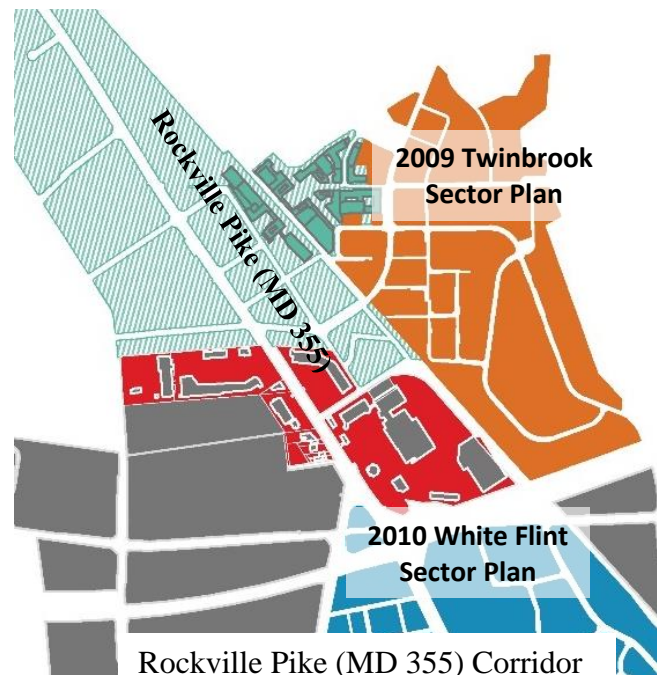 Rockville Pike (MD 355)
2009 Twinbrook
Sector Plan
2010 White Flint
Sector Plan
Rockville Pike (MD 355) Corridor